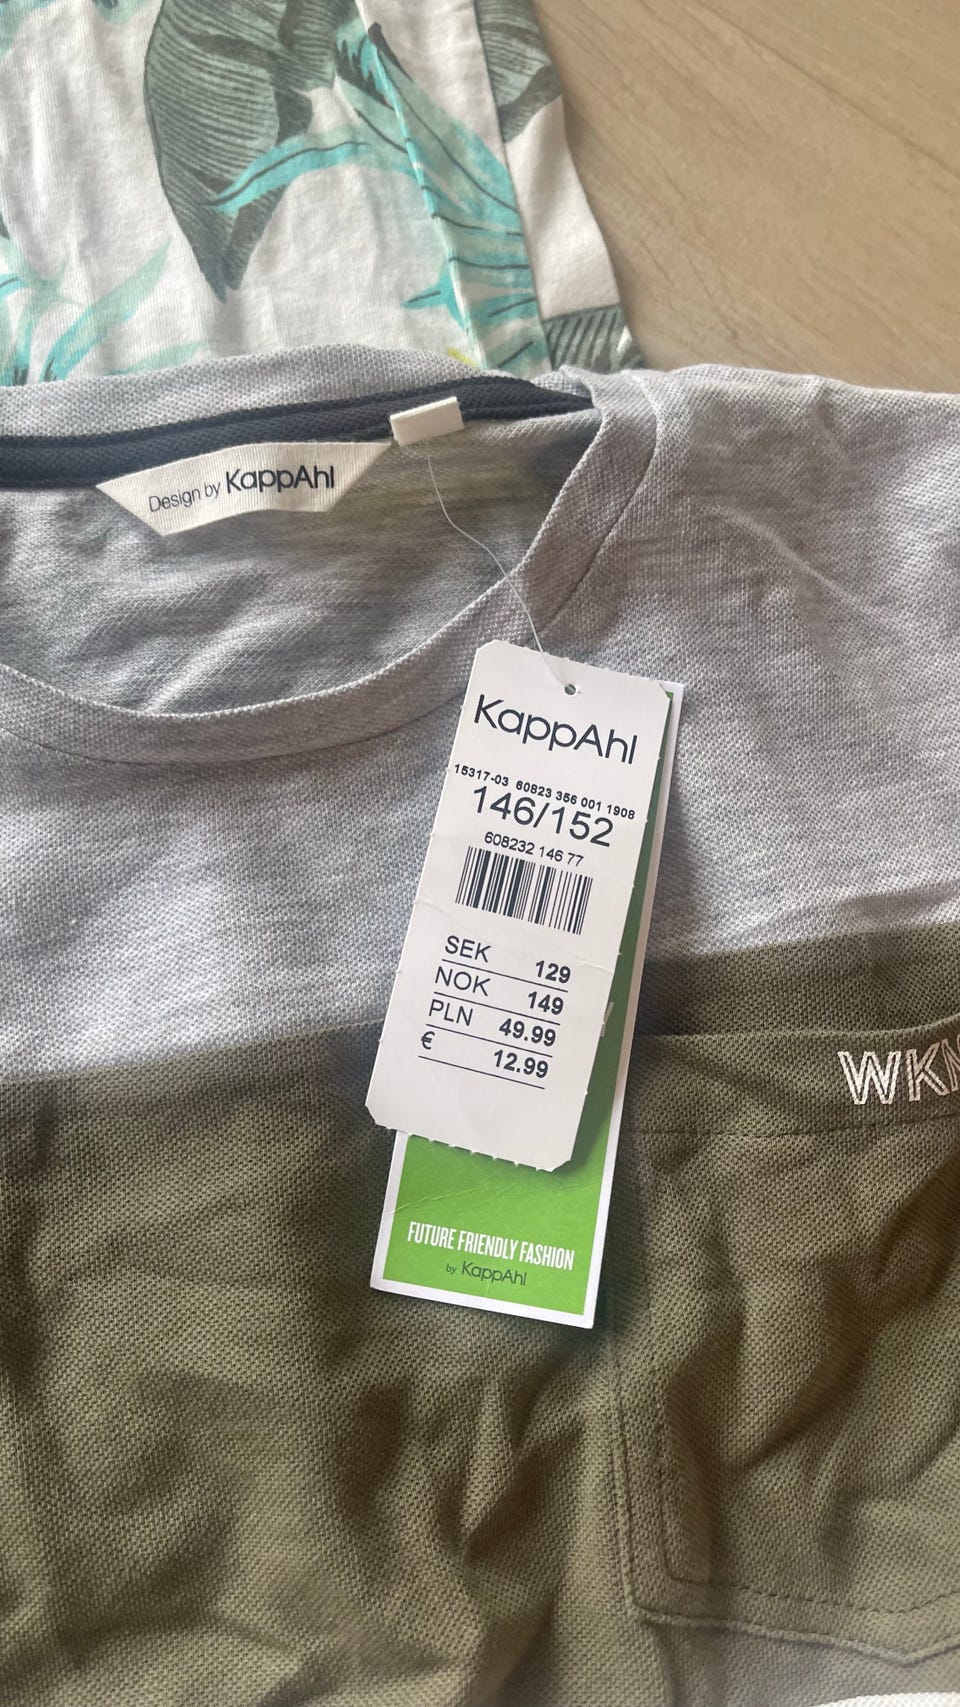 Design by KappAhl
KappAhl
15317-03 60823 356 001 1908
146/152
608232 146 77
SEK 129
NOK 149
PLN 49.99
€ 12.99
WKN
FUTURE FRIENDLY FASHION
by KappAhl